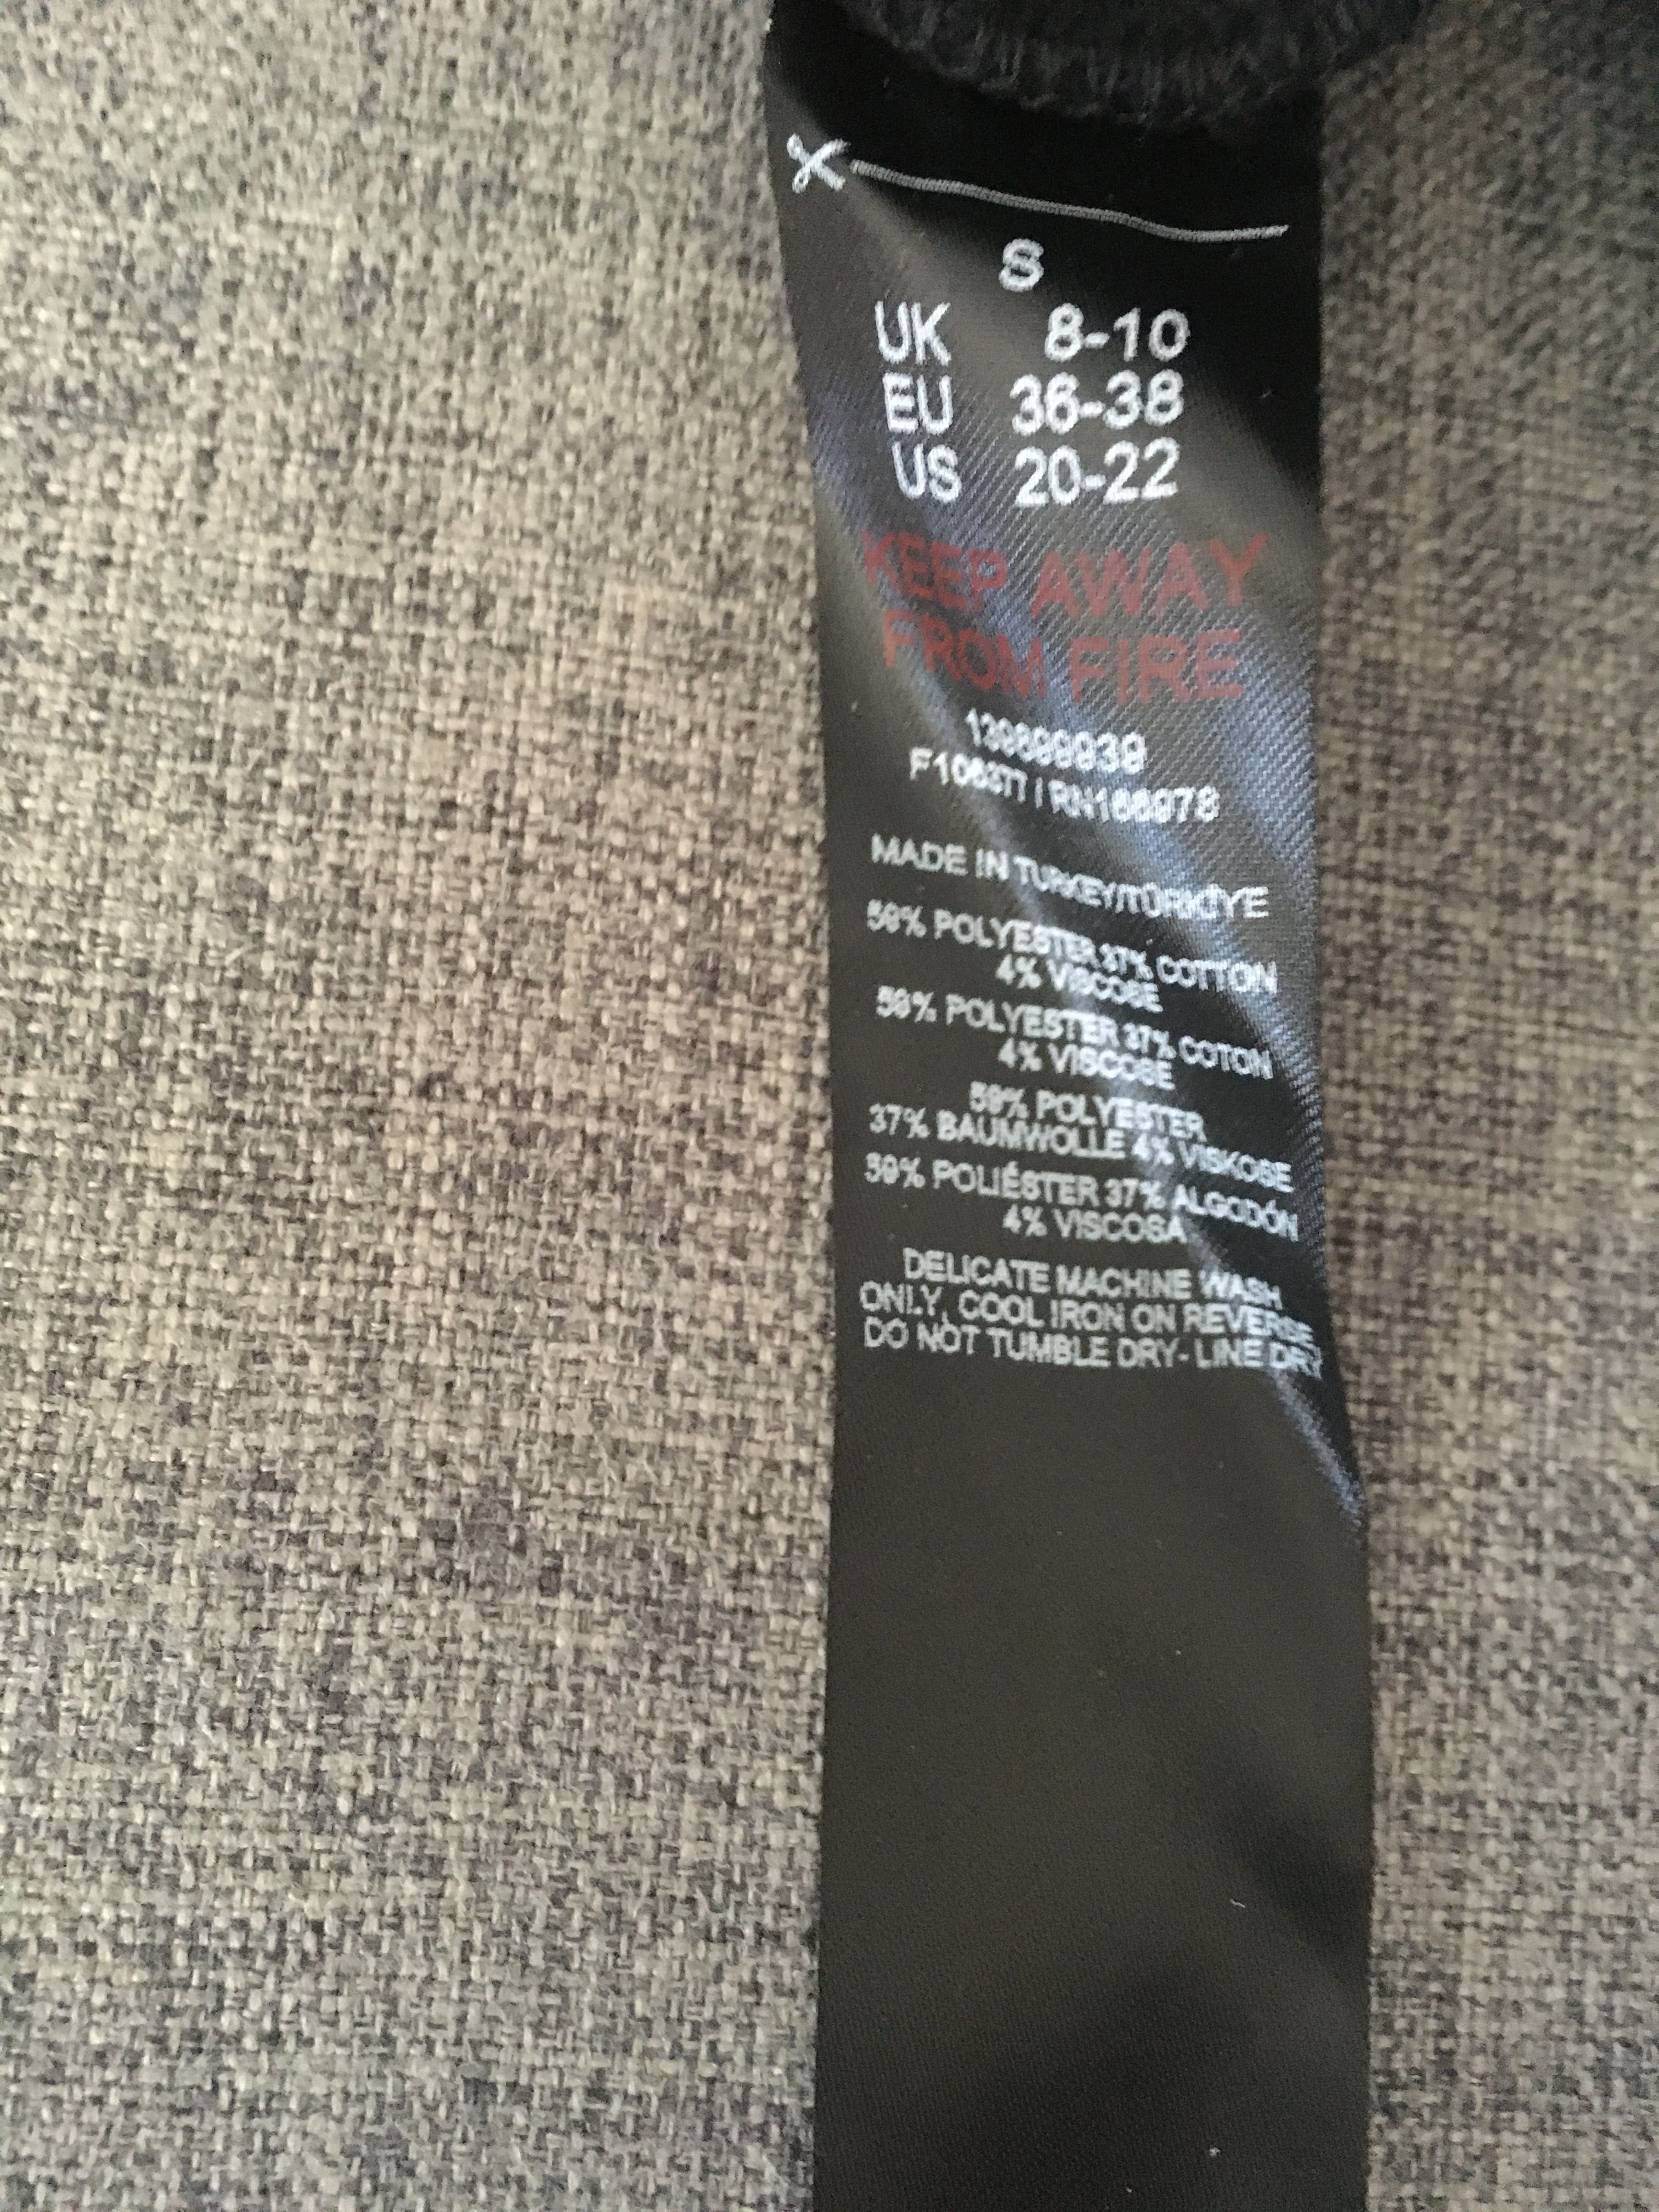 S
UK 8-10
EU 36-38
US 20-22
KEEP AWAY
FROM FIRE
MADE IN TURKEY/TÜRKİYE
59% POLYESTER 37% COTTON
4% VISCOSE
59% POLYESTER 37% COTON
4% VISCOSE
59% POLYESTER
37% BAUMWOLLE 4% VISKOSE
59% POLIÉSTER 37% ALGODÓN
4% VISCOSA
DELICATE MACHINE WASH
ONLY, COOL IRON ON REVERSE
DO NOT TUMBLE DRY- LINE DRY